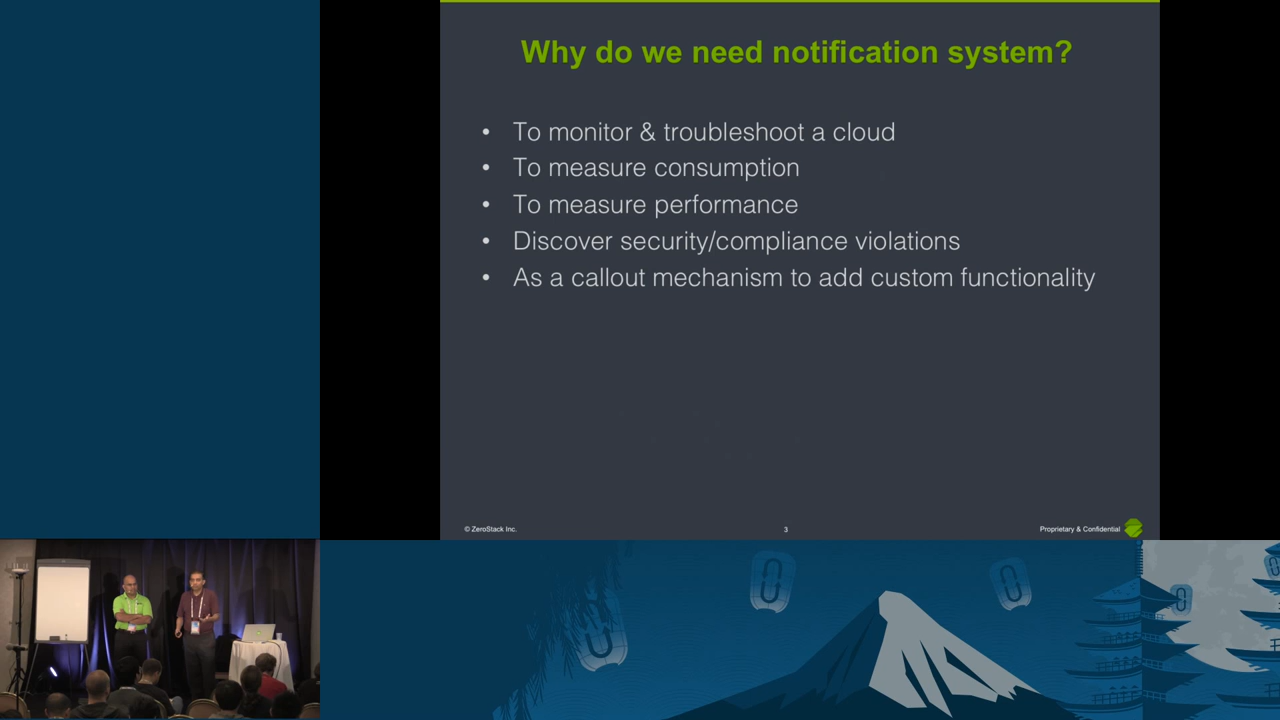 Why do we need notification system?
• To monitor & troubleshoot a cloud
• To measure consumption
• To measure performance
• Discover security/compliance violations
• As a callout mechanism to add custom functionality
© ZeroStack Inc.
3
Proprietary & Confidential